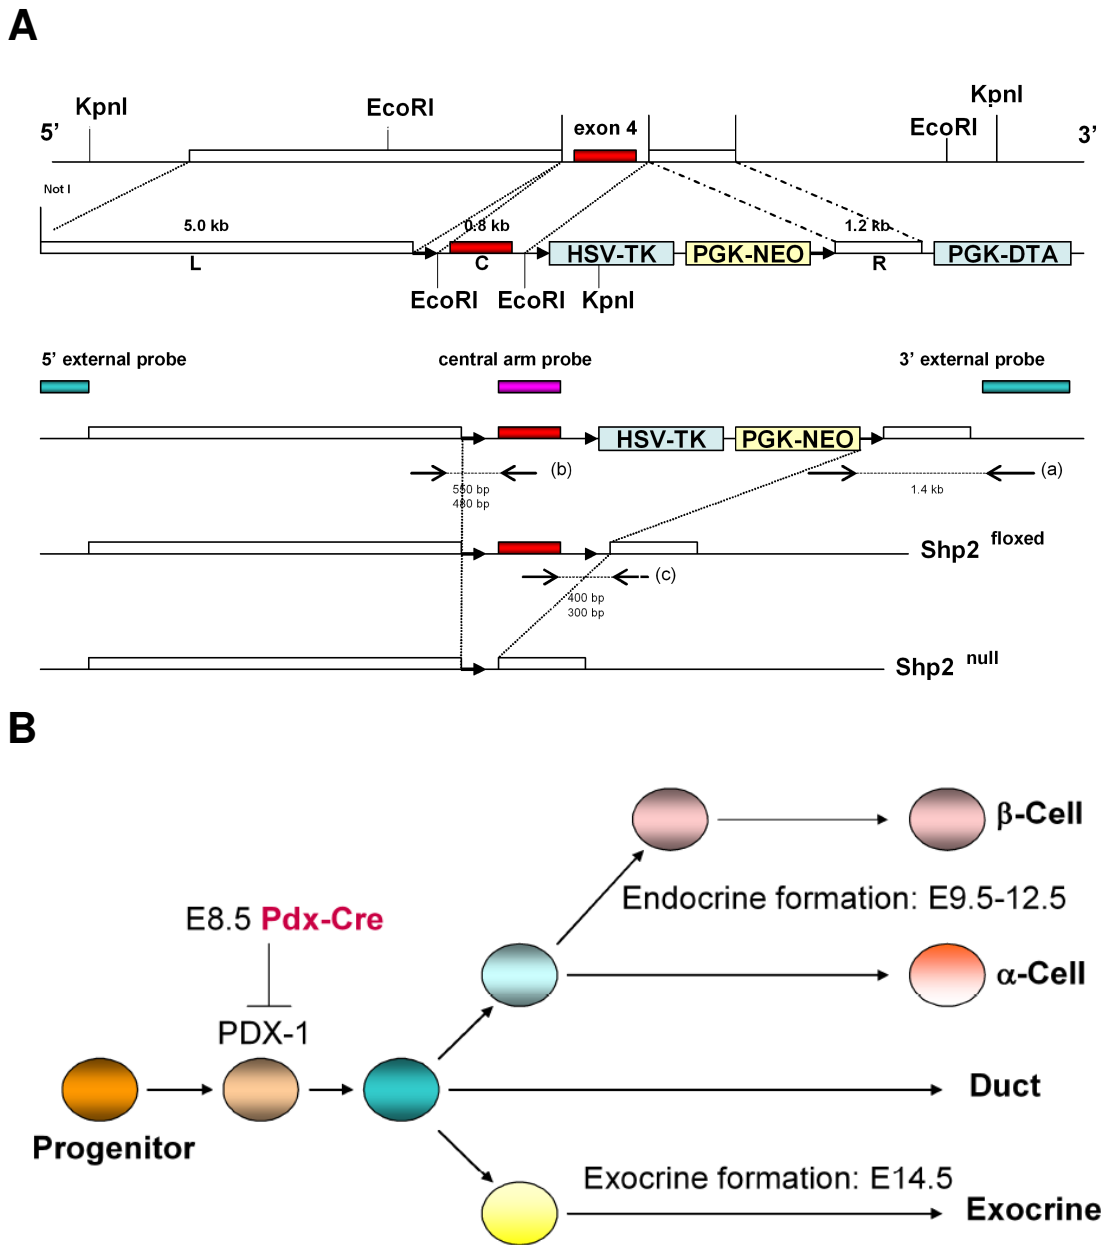 A
KpnI
EcoRI
exon 4
EcoRI
KpnI
5’
3’
Not I
5.0 kb
0.8 kb
1.2 kb
L
C
HSV-TK
PGK-NEO
R
PGK-DTA
EcoRI
EcoRI
KpnI
5’ external probe
central arm probe
3’ external probe
HSV-TK
PGK-NEO
(b)
(a)
550 bp
480 bp
1.4 kb
Shp2 floxed
(c)
400 bp
300 bp
Shp2 null
B
β-Cell
Endocrine formation: E9.5-12.5
E8.5 Pdx-Cre
α-Cell
PDX-1
Duct
Progenitor
Exocrine formation: E14.5
Exocrine